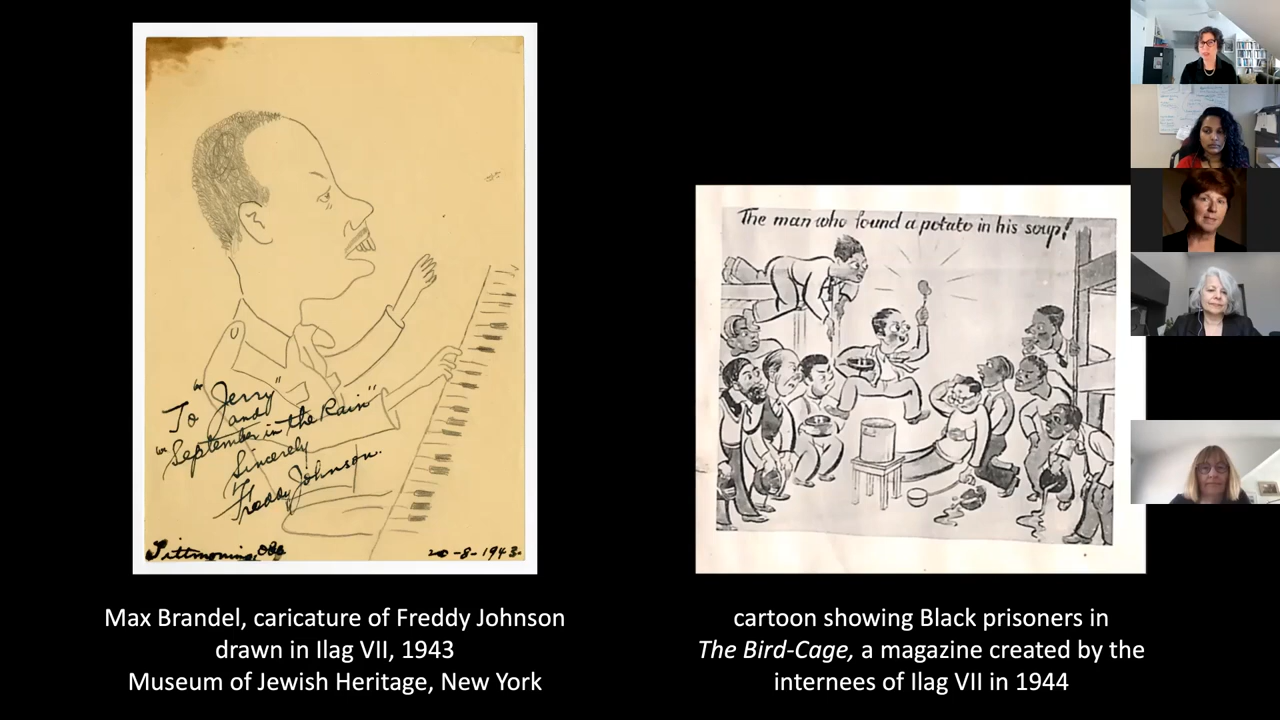 To "Jerry"
and
"September in the Rain"
Sincerely
Freddy Johnson.
20-8-1943-
The man who found a potato in his soup!
Max Brandel, caricature of Freddy Johnson
drawn in Ilag VII, 1943
Museum of Jewish Heritage, New York
cartoon showing Black prisoners in
The Bird-Cage, a magazine created by the
internees of Ilag VII in 1944